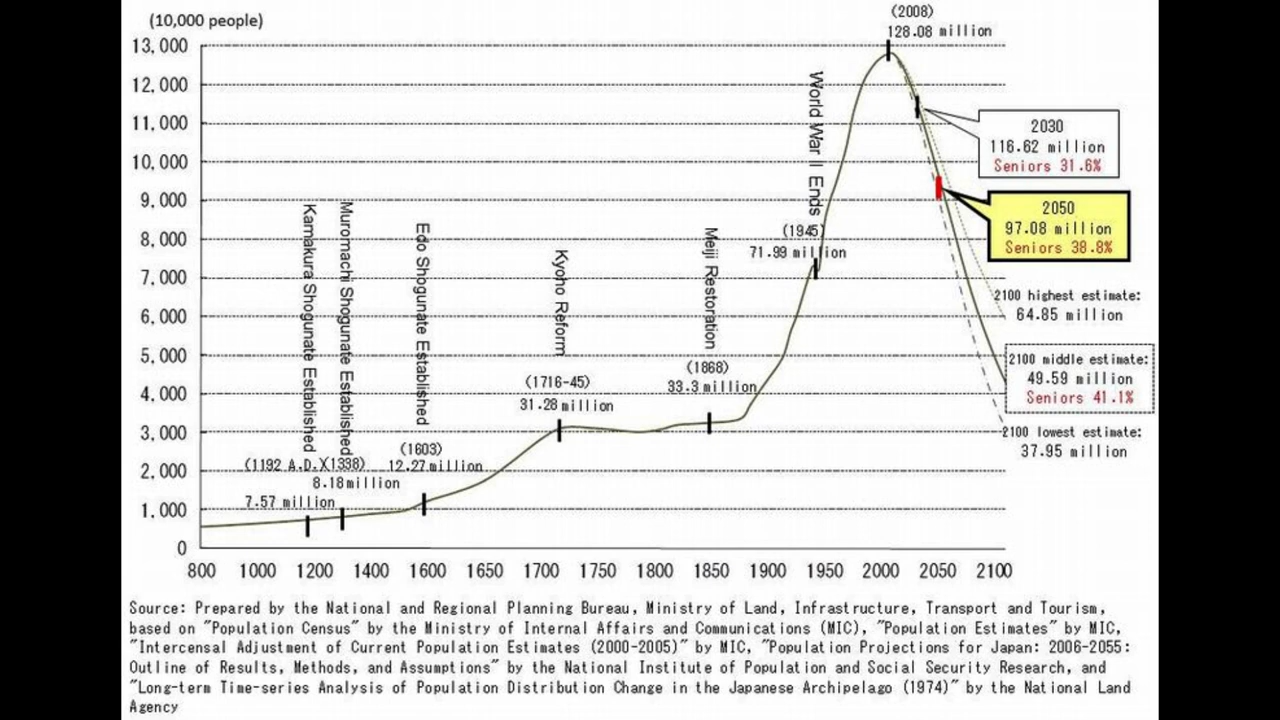 (10,000 people)
(2008)
128.08 million
13,000
12,000
11,000
10,000
9,000
8,000
7,000
6,000
5,000
4,000
3,000
2,000
1,000
0
Kamakura Shogunate Established
(1192 A.D.)
7.57 million
Muromachi Shogunate Established
(1338)
8.18 million
Edo Shogunate Established
(1603)
12.27 million
Kyoho Reform
(1716-45)
31.28 million
Meiji Restoration
(1868)
33.3 million
World War II Ends
(1945)
71.99 million
2030
116.62 million
Seniors 31.6%
2050
97.08 million
Seniors 38.8%
2100 highest estimate:
64.85 million
2100 middle estimate:
49.59 million
Seniors 41.1%
2100 lowest estimate:
37.95 million
800 1000 1200 1400 1600 1650 1700 1750 1800 1850 1900 1950 2000 2050 2100
Source: Prepared by the National and Regional Planning Bureau, Ministry of Land, Infrastructure, Transport and Tourism,
based on "Population Census" by the Ministry of Internal Affairs and Communications (MIC), "Population Estimates" by MIC,
"Intercensal Adjustment of Current Population Estimates (2000-2005)" by MIC, "Population Projections for Japan: 2006-2055:
Outline of Results, Methods, and Assumptions" by the National Institute of Population and Social Security Research, and
"Long-term Time-series Analysis of Population Distribution Change in the Japanese Archipelago (1974)" by the National Land
Agency